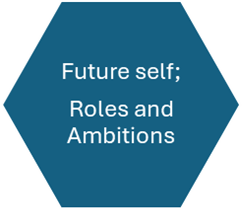 Future self;
Roles and
Ambitions